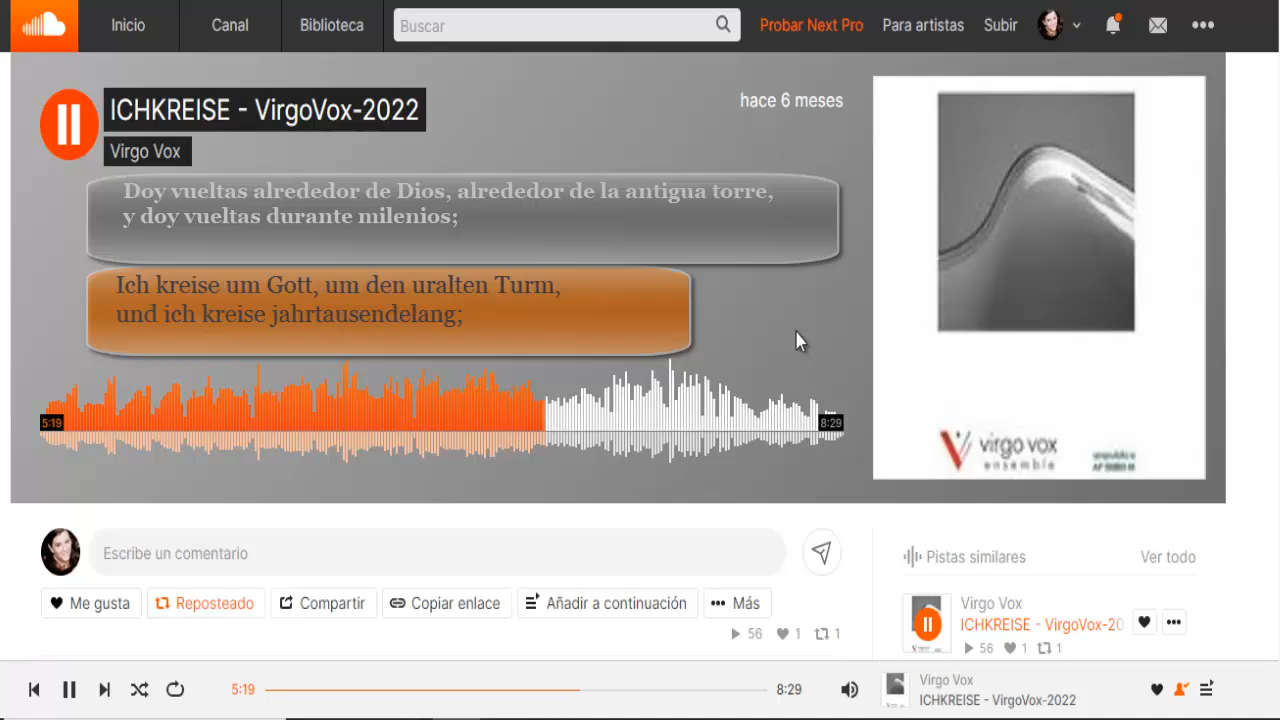 Inicio
Canal
Biblioteca
Buscar
Probar Next Pro
Para artistas
Subir
ICHKREISE - VirgoVox-2022
hace 6 meses
Virgo Vox
Doy vueltas alrededor de Dios, alrededor de la antigua torre,
y doy vueltas durante milenios;
Ich kreise um Gott, um den uralten Turm,
und ich kreise jahrtausendelang;
5:19
8:29
virgo vox
ensemble
Escribe un comentario
Pistas similares
Ver todo
Me gusta
Reposteado
Compartir
Copiar enlace
Añadir a continuación
Más
56
1
1
Virgo Vox
ICHKREISE - VirgoVox-20
56
1
1
5:19
8:29
Virgo Vox
ICHKREISE - VirgoVox-2022